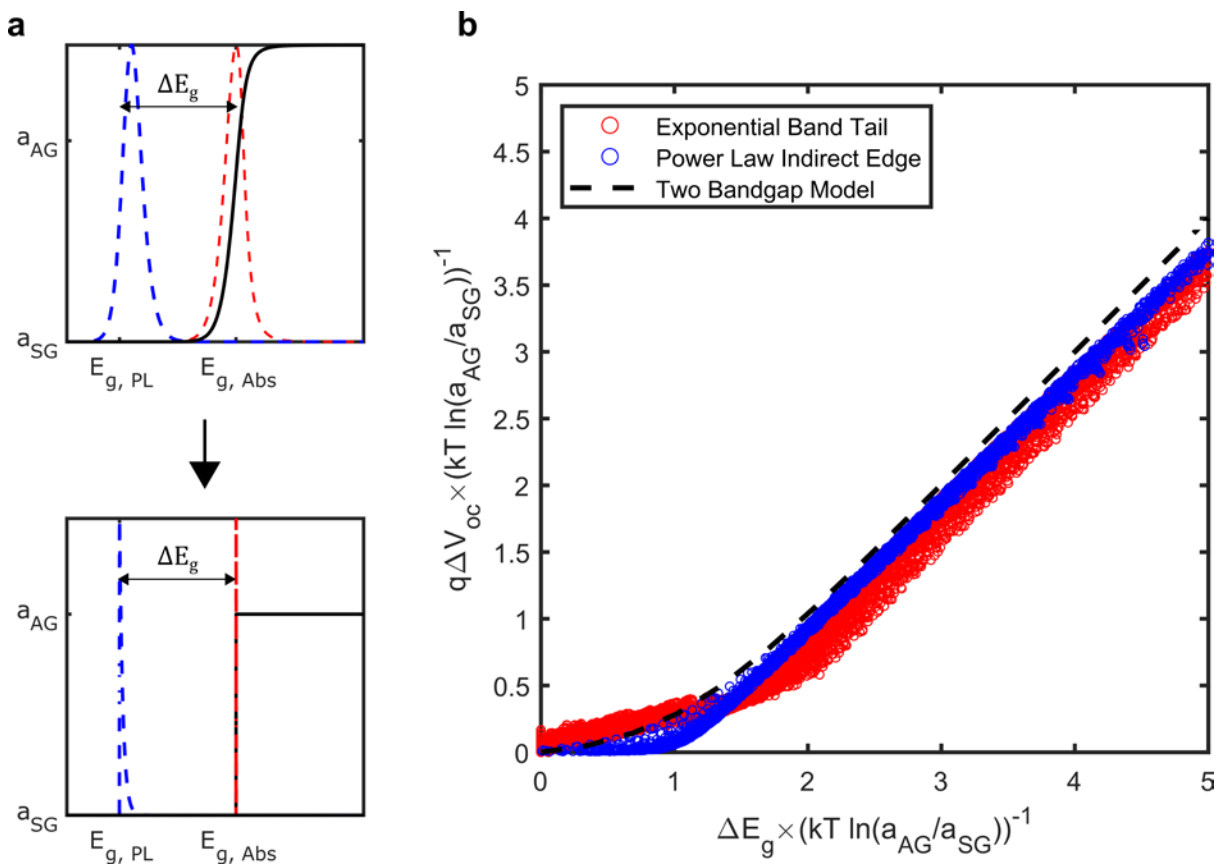 a
ΔE_g
a_AG
a_SG
E_g, PL
E_g, Abs
ΔE_g
a_AG
a_SG
E_g, PL
E_g, Abs
b
5
4.5
4
3.5
3
2.5
2
1.5
1
0.5
0
Exponential Band Tail
Power Law Indirect Edge
Two Bandgap Model
qΔV_oc×(kT ln(a_AG/a_SG))^-1
0 1 2 3 4 5
ΔE_g×(kT ln(a_AG/a_SG))^-1